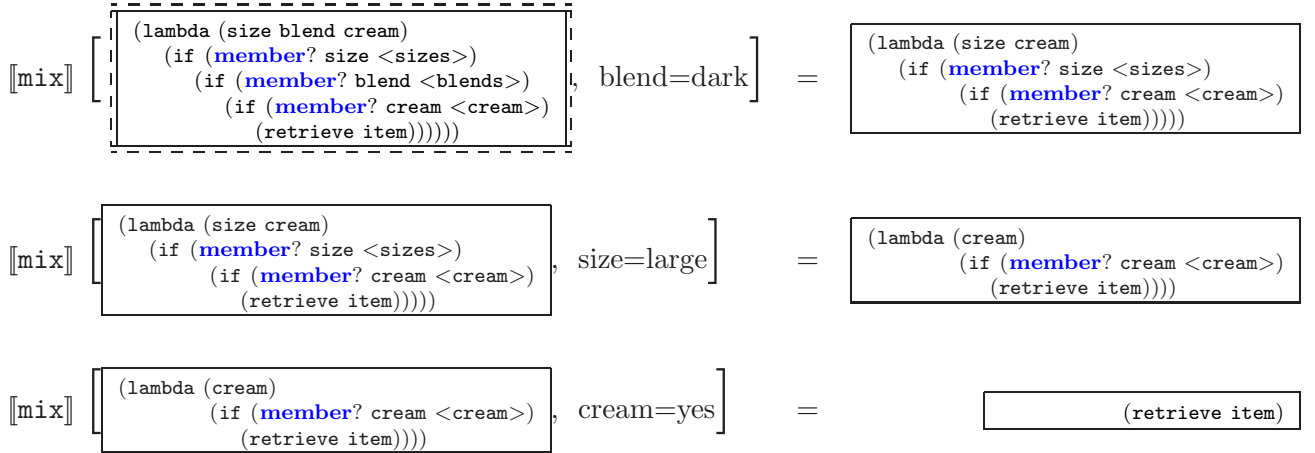 (lambda (size blend cream)
(if (member? size <sizes>)
⟦mix⟧ [ (if (member? blend <blends>) , blend=dark ] =
(if (member? cream <cream>)
(retrieve item))))))
(lambda (size cream)
(if (member? size <sizes>)
(if (member? cream <cream>)
(retrieve item)))))
(lambda (size cream)
(if (member? size <sizes>)
⟦mix⟧ [ (if (member? cream <cream>) , size=large ] =
(retrieve item)))))
(lambda (cream)
(if (member? cream <cream>)
(retrieve item))))
(lambda (cream)
⟦mix⟧ [ (if (member? cream <cream>) , cream=yes ] =
(retrieve item))))
(retrieve item)